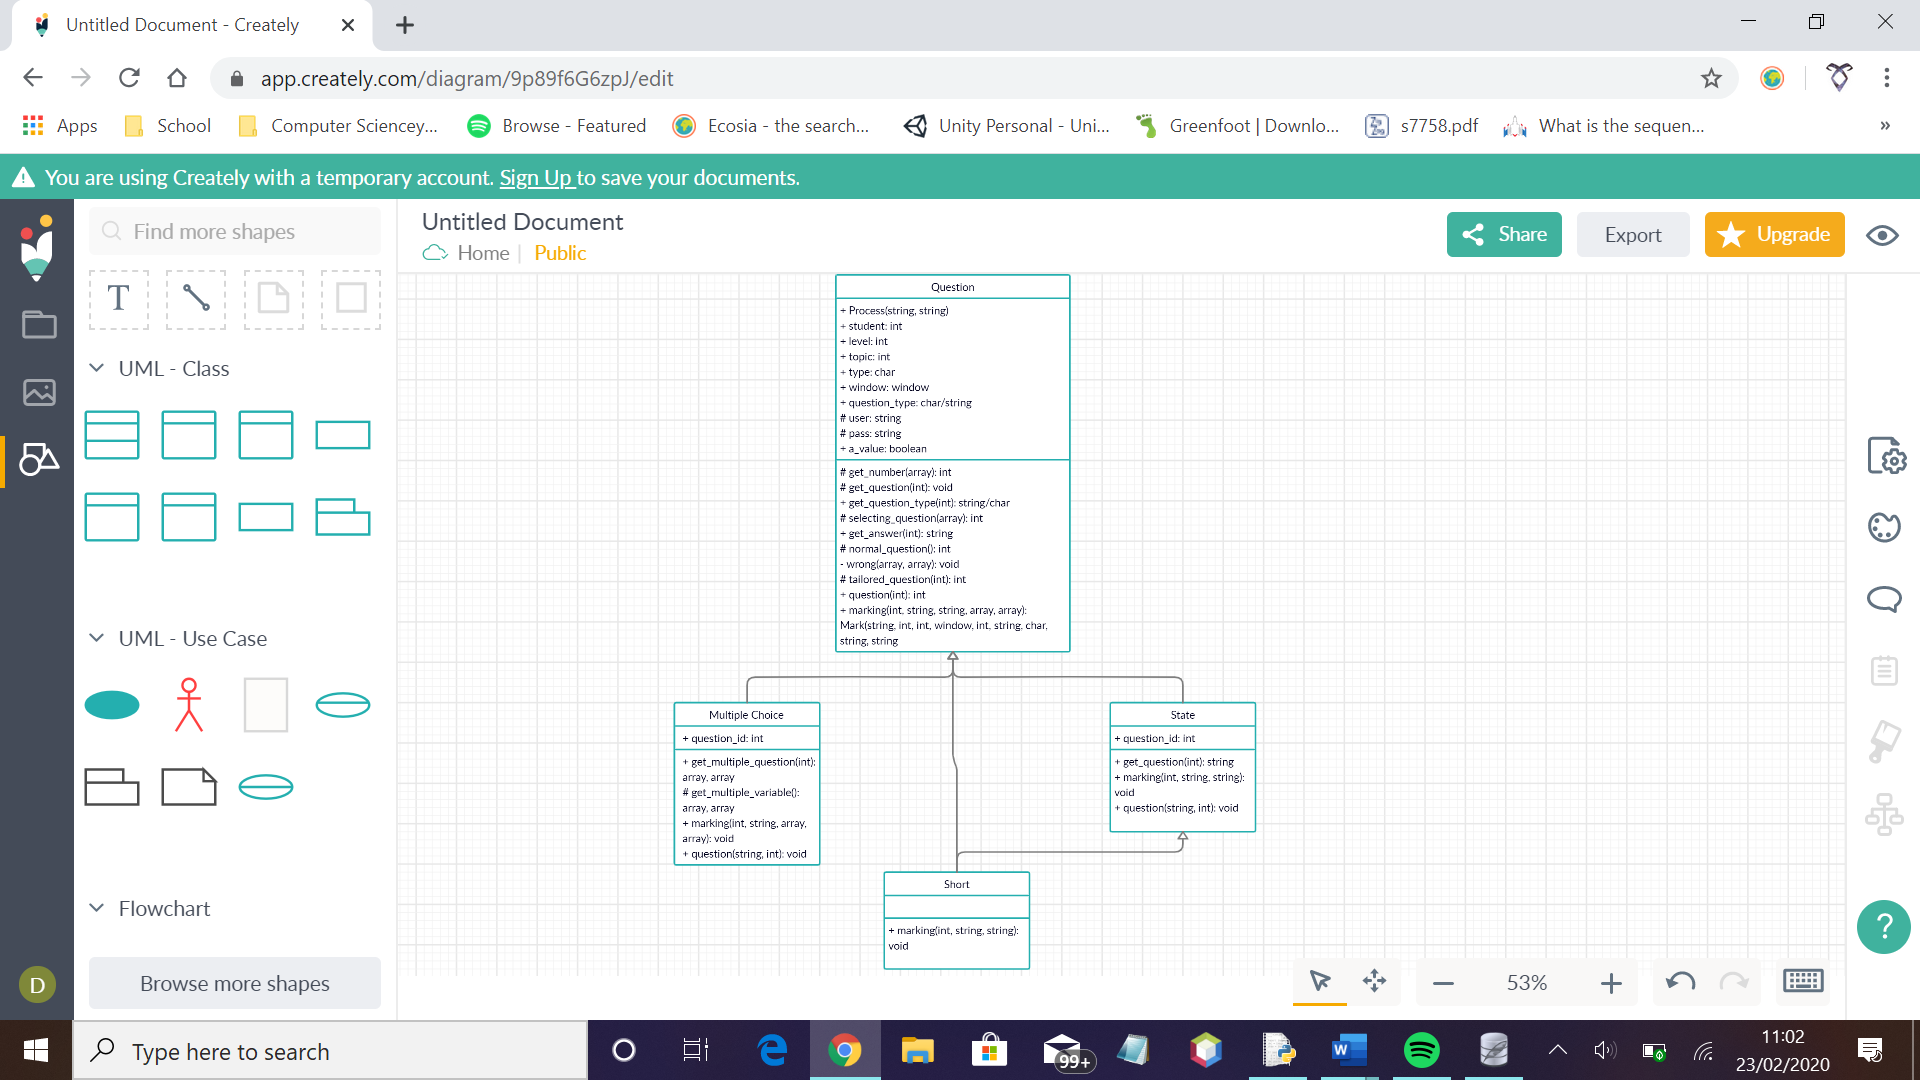 Untitled Document - Creately
app.creately.com/diagram/9p89f6G6zpJ/edit
Apps
School
Computer Sciencey...
Browse - Featured
Ecosia - the search...
Unity Personal - Uni...
Greenfoot | Downlo...
s7758.pdf
What is the sequen...
»
You are using Creately with a temporary account. Sign Up to save your documents.
Find more shapes
Untitled Document
Home | Public
Share
Export
Upgrade
T
UML - Class
UML - Use Case
Flowchart
Browse more shapes
D
Question
+ Process(string, string)
+ student: int
+ level: int
+ topic: int
+ type: char
+ window: window
+ question_type: char/string
# user: string
# pass: string
+ a_value: boolean
# get_number(array): int
# get_question(int): void
+ get_question_type(int): string/char
# selecting_question(array): int
+ get_answer(int): string
# normal_question(): int
- wrong(array, array): void
# tailored_question(int): int
+ question(int): int
+ marking(int, string, string, array, array):
Mark(string, int, int, window, int, string, char,
string, string
Multiple Choice
+ question_id: int
+ get_multiple_question(int):
array, array
# get_multiple_variable():
array, array
+ marking(int, string, array,
array): void
+ question(string, int): void
State
+ question_id: int
+ get_question(int): string
+ marking(int, string, string):
void
+ question(string, int): void
Short
+ marking(int, string, string):
void
53%
?
Type here to search
99+
11:02
23/02/2020